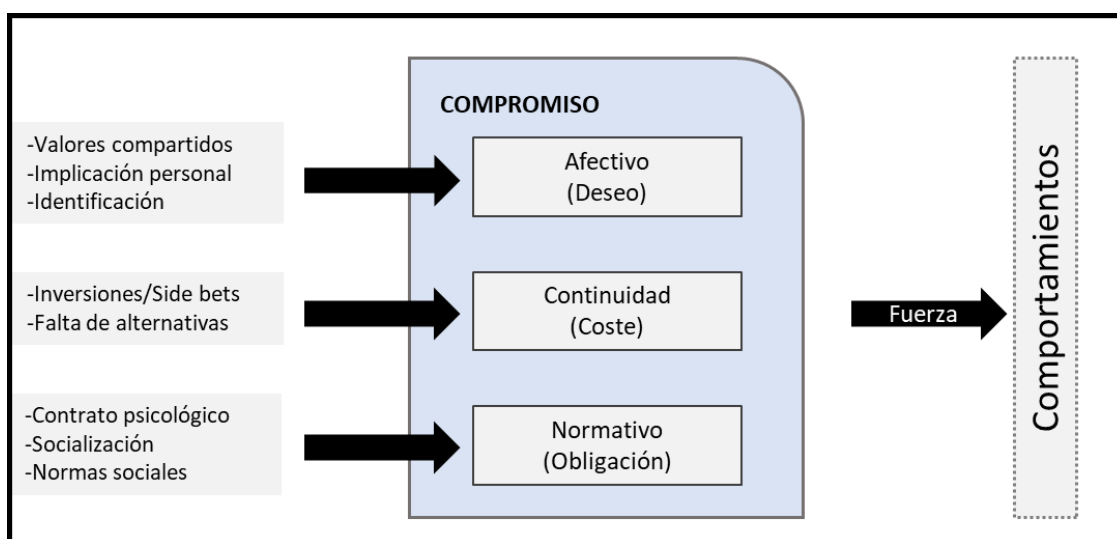 COMPROMISO
-Valores compartidos
-Implicación personal
-Identificación
Afectivo
(Deseo)
-Inversiones/Side bets
-Falta de alternativas
Continuidad
(Coste)
-Contrato psicológico
-Socialización
-Normas sociales
Normativo
(Obligación)
Fuerza
Comportamientos